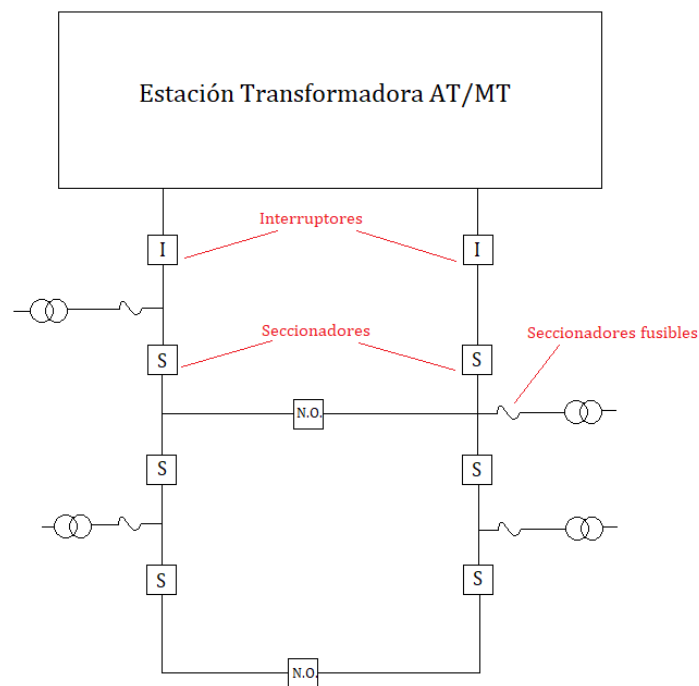 Estación Transformadora AT/MT
Interruptores
I
I
Seccionadores
Seccionadores fusibles
S
S
N.O.
S
S
S
S
N.O.